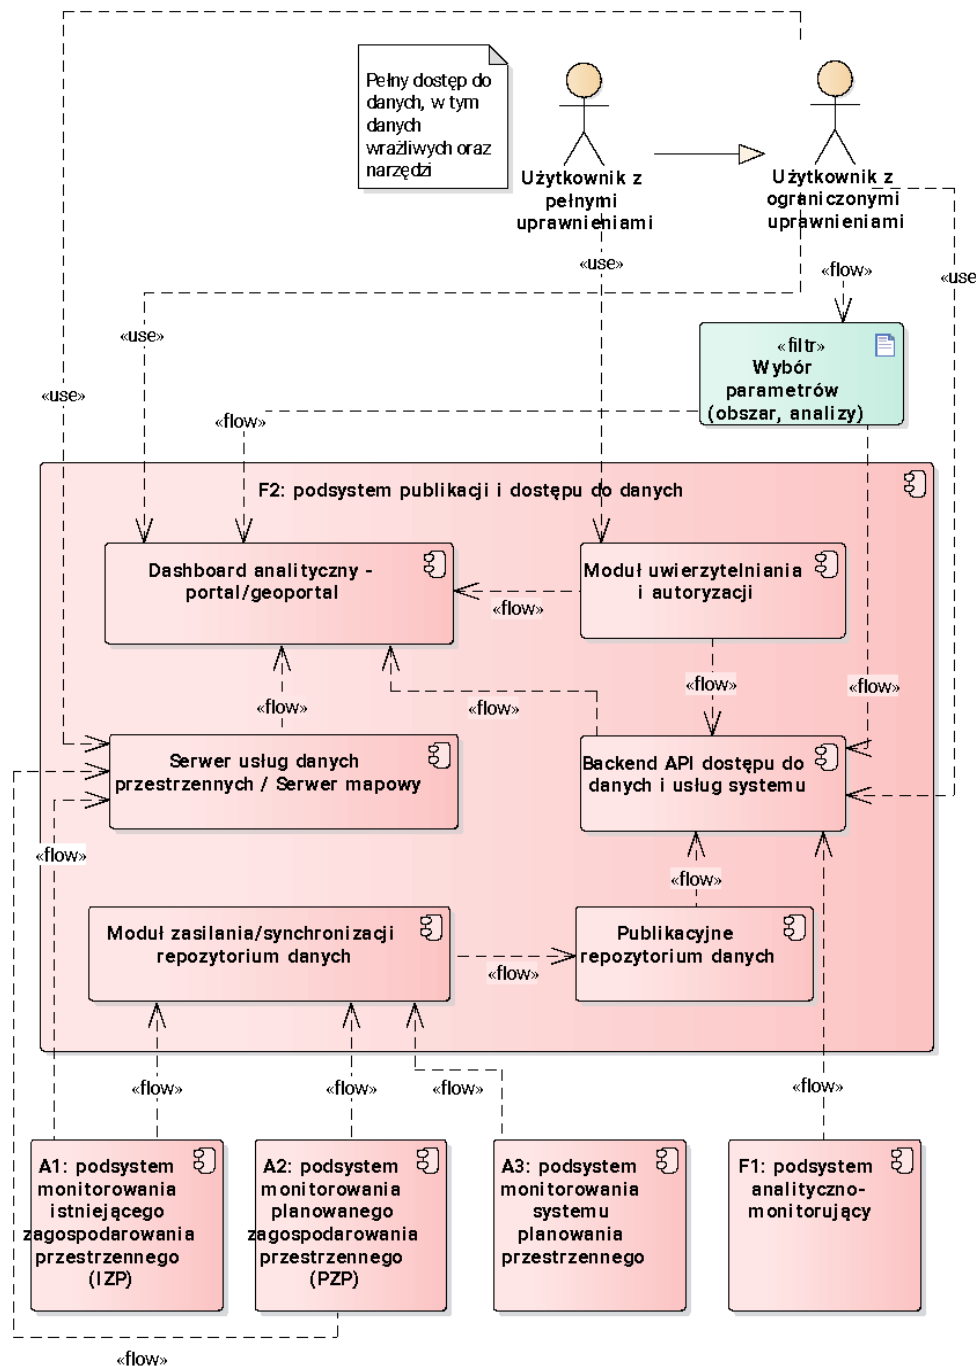 Pełny dostęp do
danych, w tym
danych
wrażliwych oraz
narzędzi
Użytkownik z
pełnymi
uprawnieniami
Użytkownik z
ograniczonymi
uprawnieniami
«use»
«flow»
«use
«use»
«use»
«filtr»
Wybór
parametrów
(obszar, analizy)
«flow»
F2: podsystem publikacji i dostępu do danych
Dashboard analityczny -
portal/geoportal
Moduł uwierzytelniania
i autoryzacji
«flow»
«flow»
«flow»
«flow»
«flow»
Serwer usług danych
przestrzennych / Serwer mapowy
Backend API dostępu do
danych i usług systemu
«flow»
«flow»
Moduł zasilania/synchronizacji
repozytorium danych
Publikacyjne
repozytorium danych
«flow»
«flow»
«flow»
«flow»
«flow»
A1: podsystem
monitorowania
istniejącego
zagospodarowania
przestrzennego
(IZP)
A2: podsystem
monitorowania
planowanego
zagospodarowania
przestrzennego
(PZP)
A3: podsystem
monitorowania
systemu
planowania
przestrzennego
F1: podsystem
analityczno-
monitorujący
«flow»